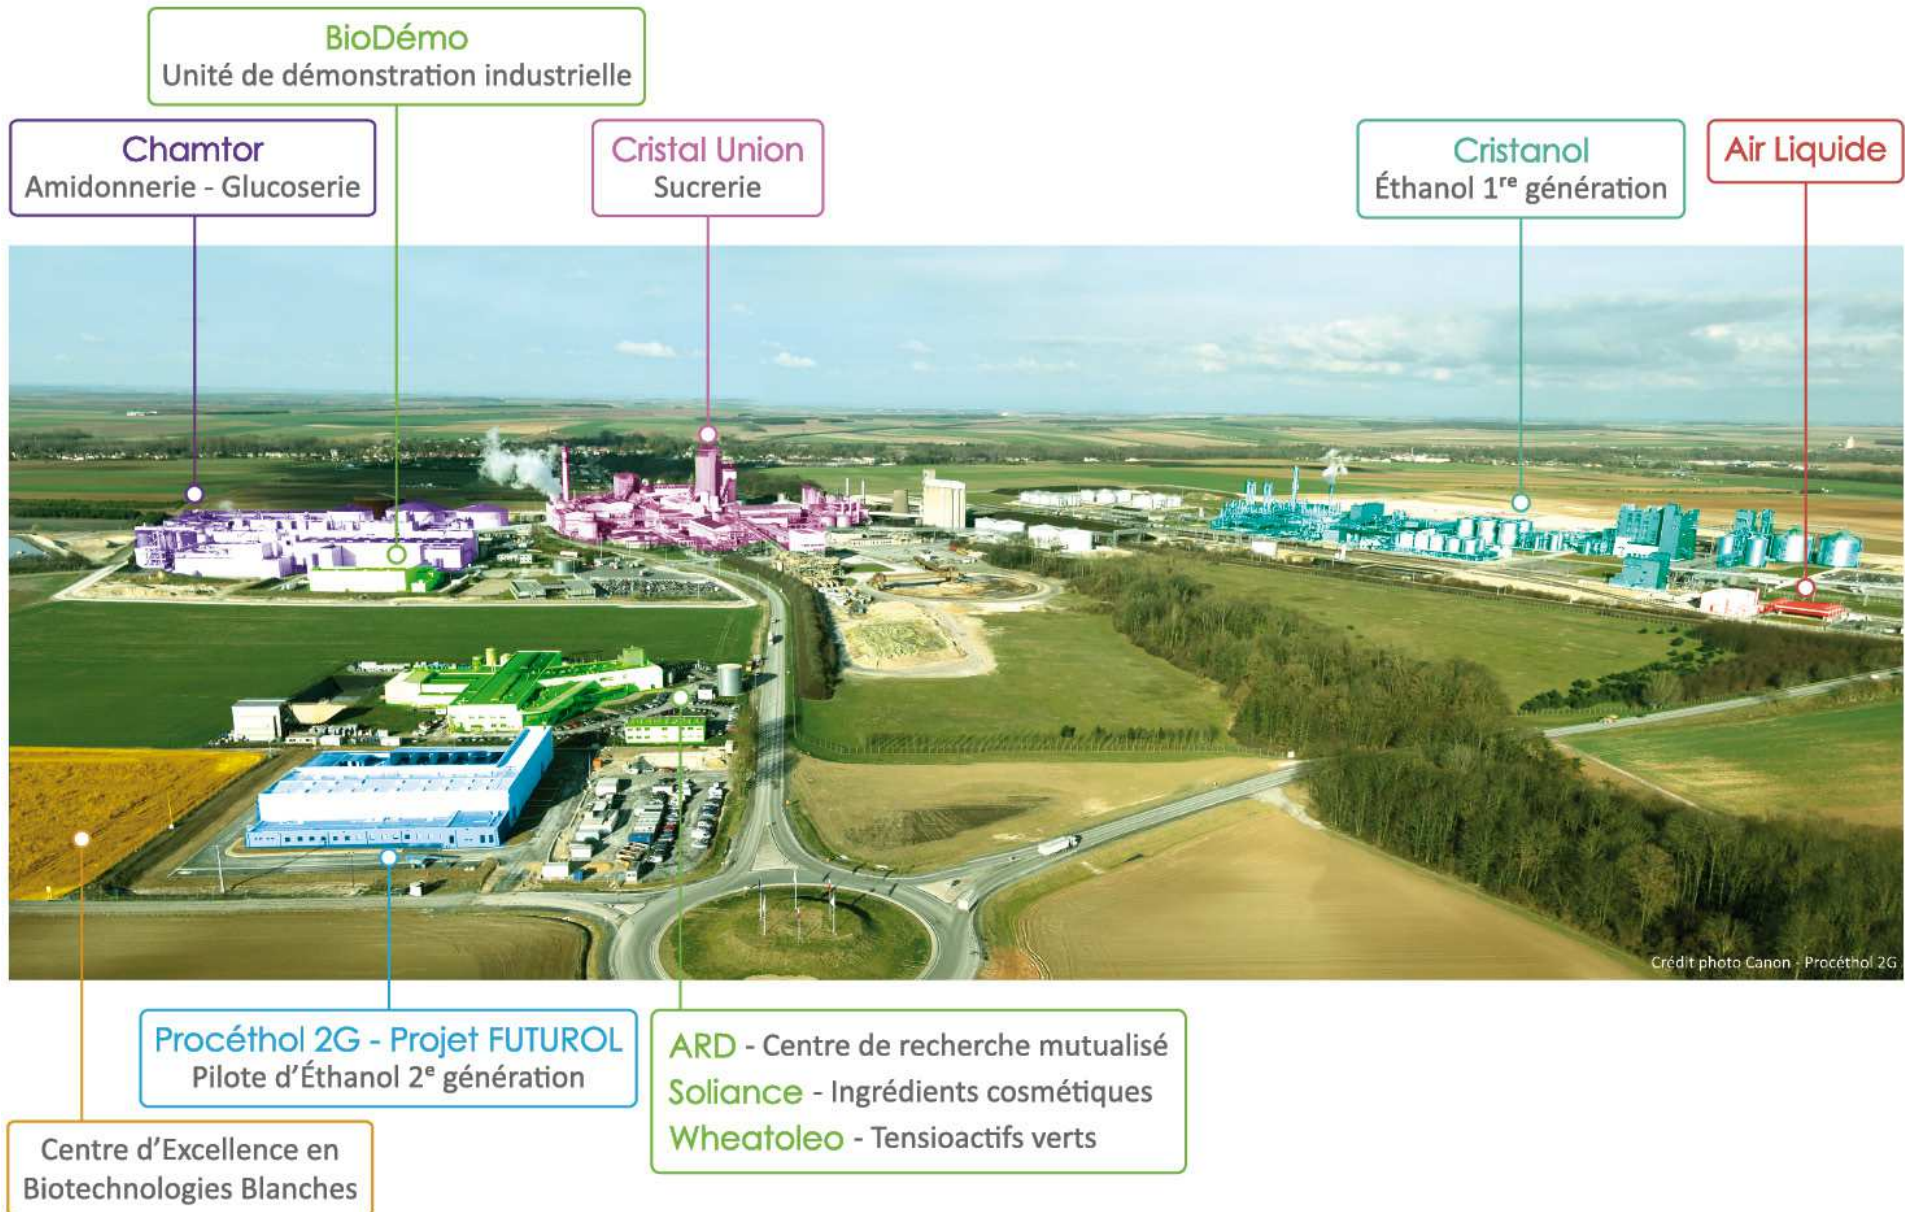 BioDémo
Unité de démonstration industrielle
Chamtor
Amidonnerie - Glucoserie
Cristal Union
Sucrerie
Cristanol
Éthanol 1re génération
Air Liquide
Crédit photo Canon - Procéthol 2G
Procéthol 2G - Projet FUTUROL
Pilote d'Éthanol 2e génération
ARD - Centre de recherche mutualisé
Soliance - Ingrédients cosmétiques
Wheatoleo - Tensioactifs verts
Centre d'Excellence en
Biotechnologies Blanches